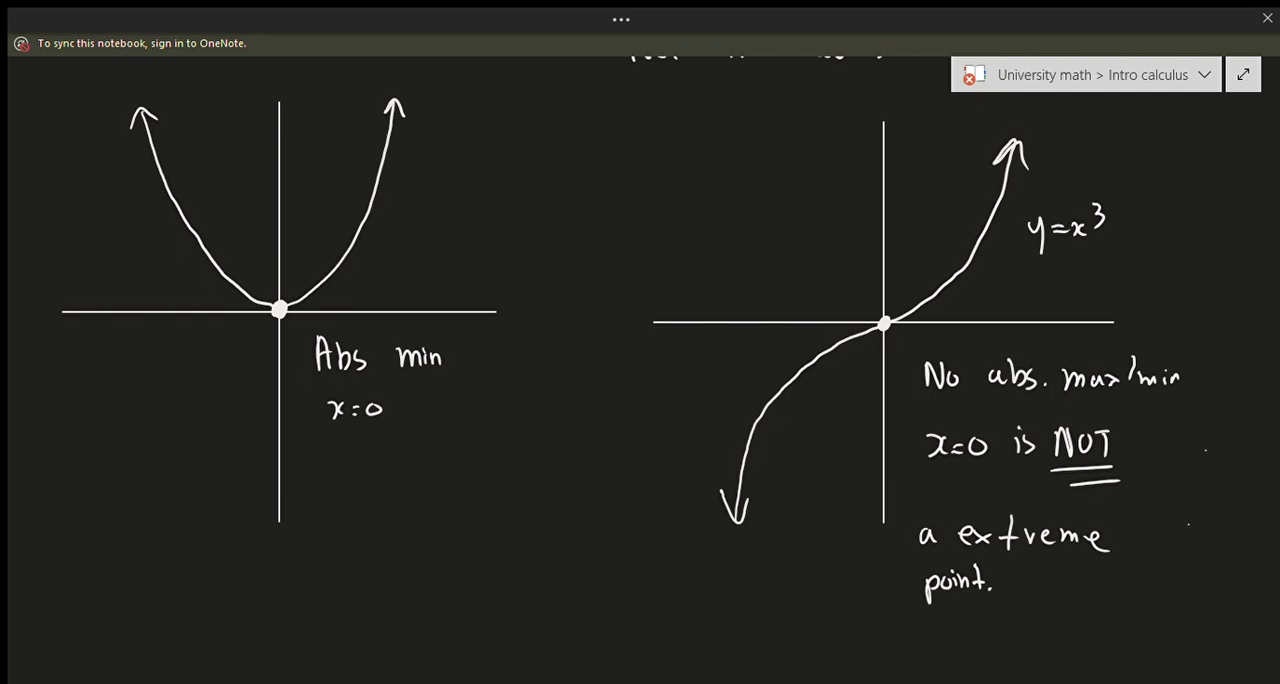 To sync this notebook, sign in to OneNote.
University math > Intro calculus
Abs min
x=0
y=x³
No abs. max/min
x=0 is NOT
a extreme
point.